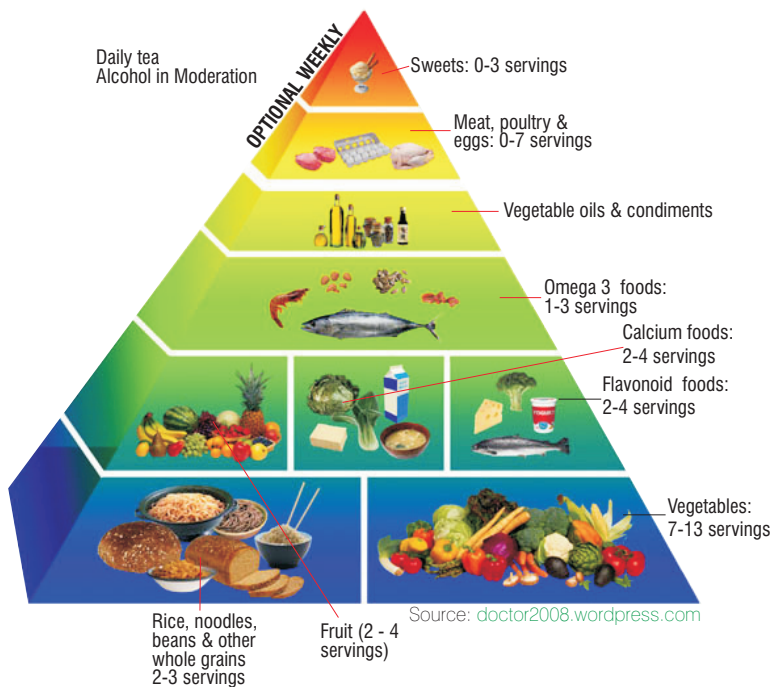 Daily tea
Alcohol in Moderation
OPTIONAL WEEKLY
Sweets: 0-3 servings
Meat, poultry &
eggs: 0-7 servings
Vegetable oils & condiments
Omega 3 foods:
1-3 servings
Calcium foods:
2-4 servings
Flavonoid foods:
2-4 servings
Vegetables:
7-13 servings
Source: doctor2008.wordpress.com
Rice, noodles,
beans & other
whole grains
2-3 servings
Fruit (2 - 4
servings)